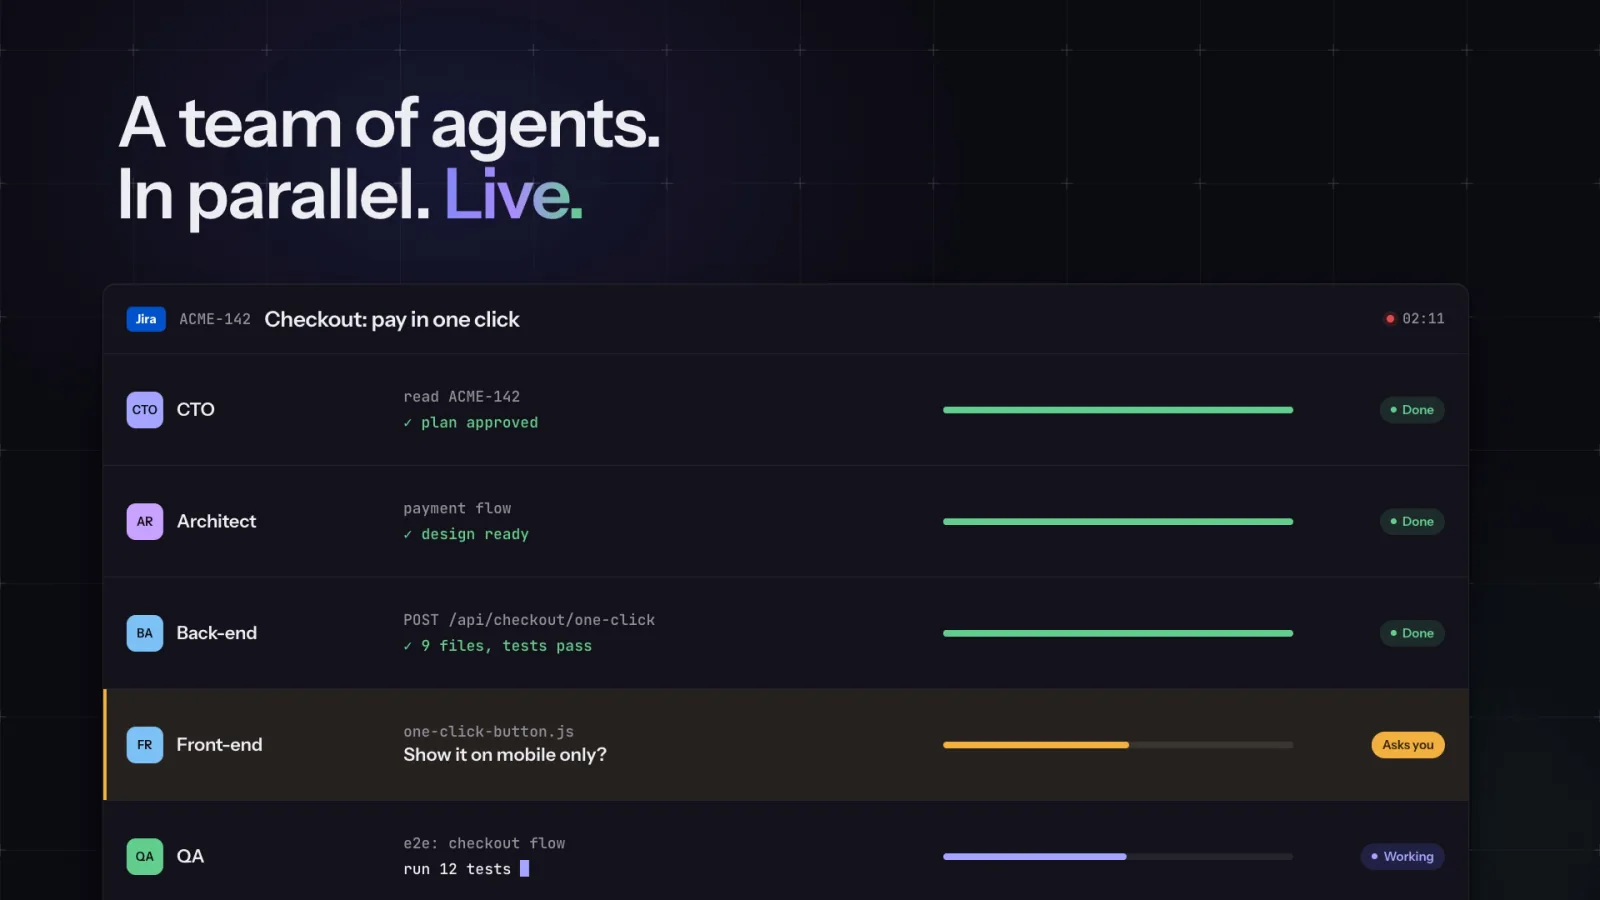 A team of agents.
In parallel. Live.
Jira ACME-142 Checkout: pay in one click 02:11
CTO CTO read ACME-142 Done
✓ plan approved
AR Architect payment flow Done
✓ design ready
BA Back-end POST /api/checkout/one-click Done
✓ 9 files, tests pass
FR Front-end one-click-button.js Asks you
Show it on mobile only?
QA QA e2e: checkout flow Working
run 12 tests